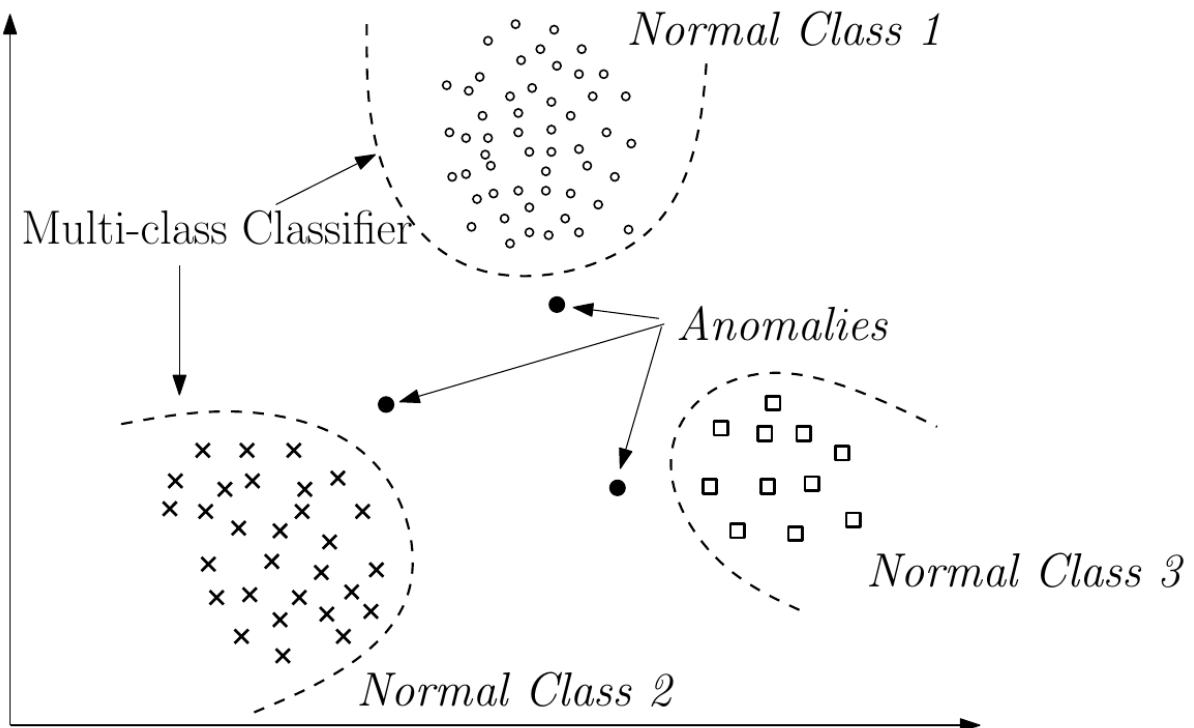 Normal Class 1
Multi-class Classifier
Anomalies
Normal Class 3
Normal Class 2